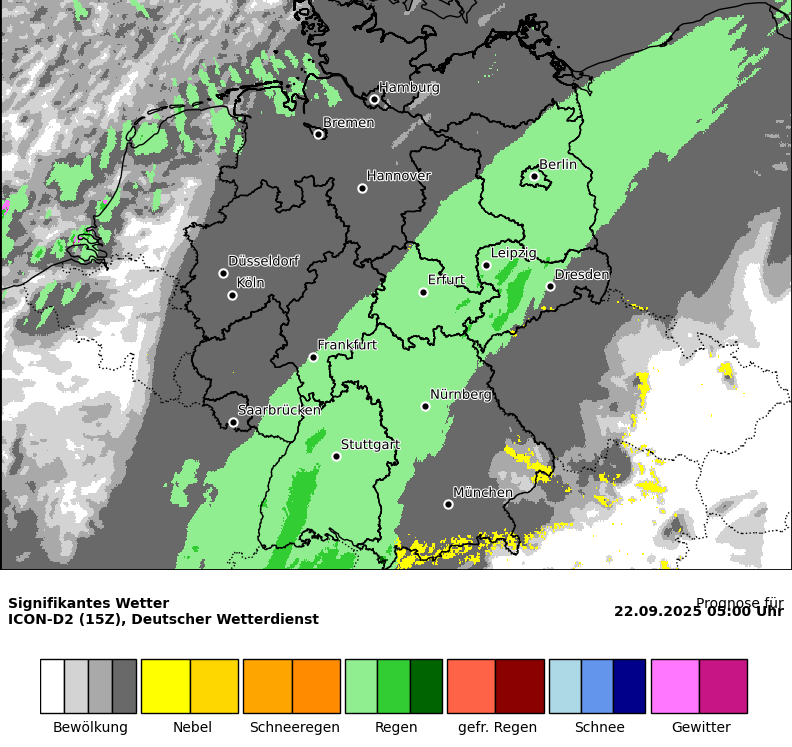 Hamburg
Bremen
Berlin
Hannover
Leipzig
Düsseldorf
Dresden
Köln
Erfurt
Frankfurt
Nürnberg
Saarbrücken
Stuttgart
München
Signifikantes Wetter
Prognose für
ICON-D2 (15Z), Deutscher Wetterdienst
22.09.2025 05:00 Uhr
Bewölkung
Nebel
Schneeregen
Regen
gefr. Regen
Schnee
Gewitter